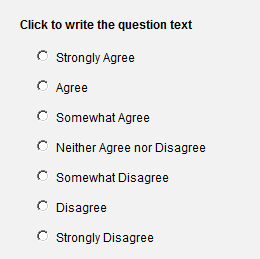 Click to write the question text
Strongly Agree
Agree
Somewhat Agree
Neither Agree nor Disagree
Somewhat Disagree
Disagree
Strongly Disagree